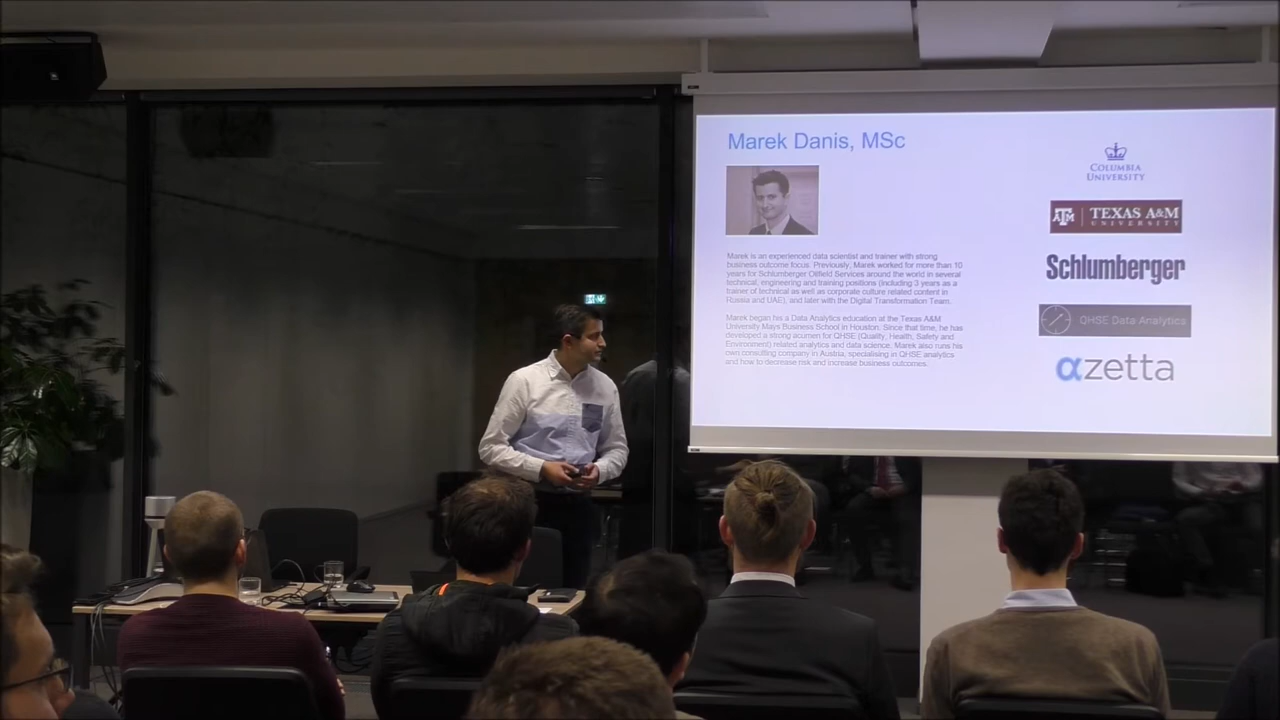 Marek Danis, MSc
Marek is an experienced data scientist and trainer with strong
business outcome focus. Previously, Marek worked for more than 10
years for Schlumberger Oilfield Services around the world in several
technical, engineering and training positions (including 3 years as a
trainer of technical as well as corporate culture related content in
Russia and UAE), and later with the Digital Transformation Team.
Marek began his a Data Analytics education at the Texas A&M
University Mays Business School in Houston. Since that time, he has
developed a strong acumen for QHSE (Quality, Health, Safety and
Environment) related analytics and data science. Marek also runs his
own consulting company in Austria, specialising in QHSE analytics
and how to decrease risk and increase business outcomes.
COLUMBIA
UNIVERSITY
ATM TEXAS A&M
UNIVERSITY
Schlumberger
QHSE Data Analytics
αzetta